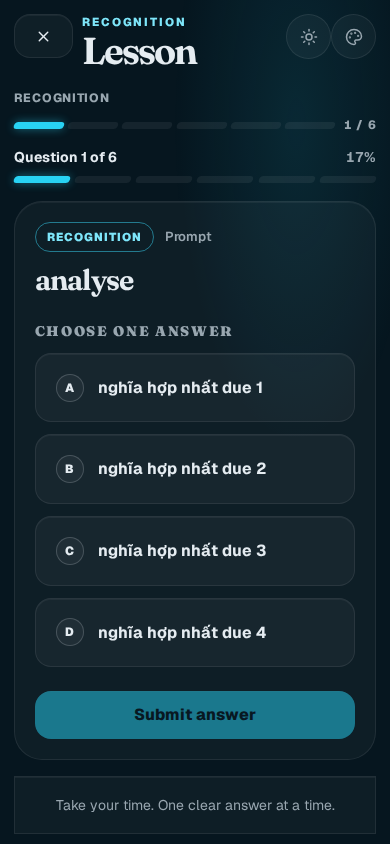 RECOGNITION
Lesson
RECOGNITION
1 / 6
Question 1 of 6
17%
RECOGNITION
Prompt
analyse
CHOOSE ONE ANSWER
A
nghĩa hợp nhất due 1
B
nghĩa hợp nhất due 2
C
nghĩa hợp nhất due 3
D
nghĩa hợp nhất due 4
Submit answer
Take your time. One clear answer at a time.